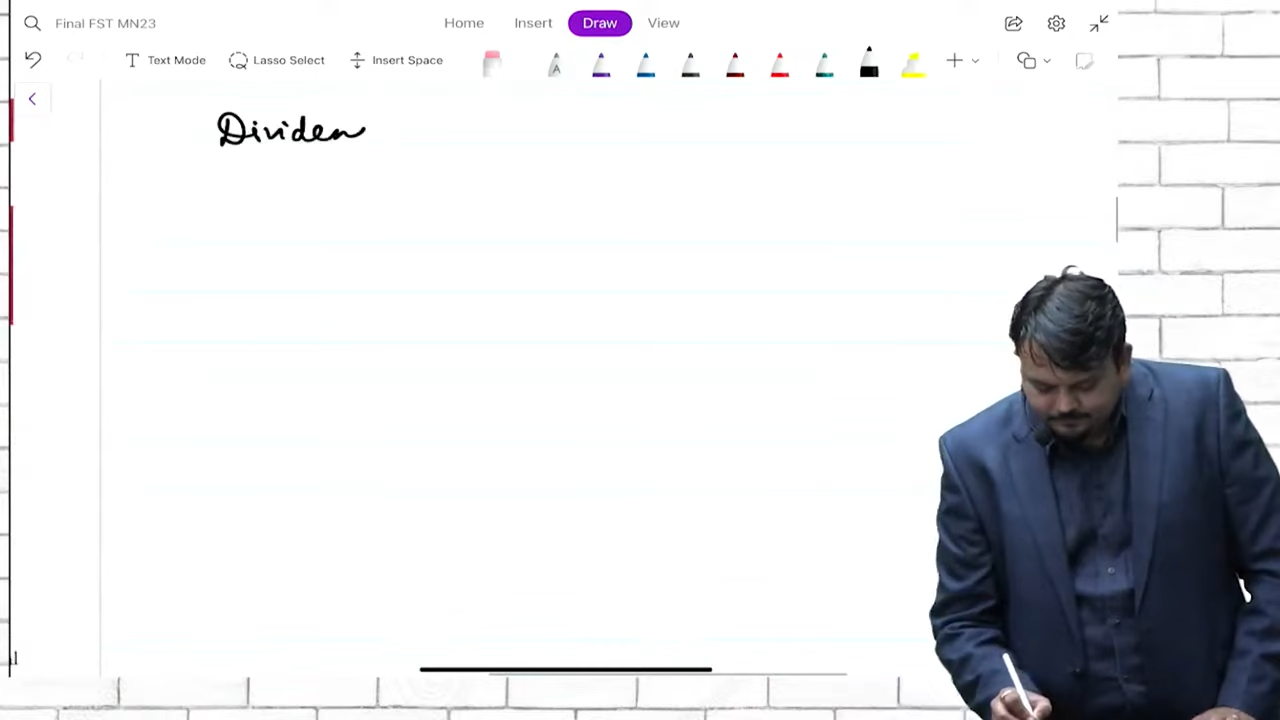 Final FST MN23
Home Insert Draw View
Text Mode Lasso Select Insert Space
A
Dividen